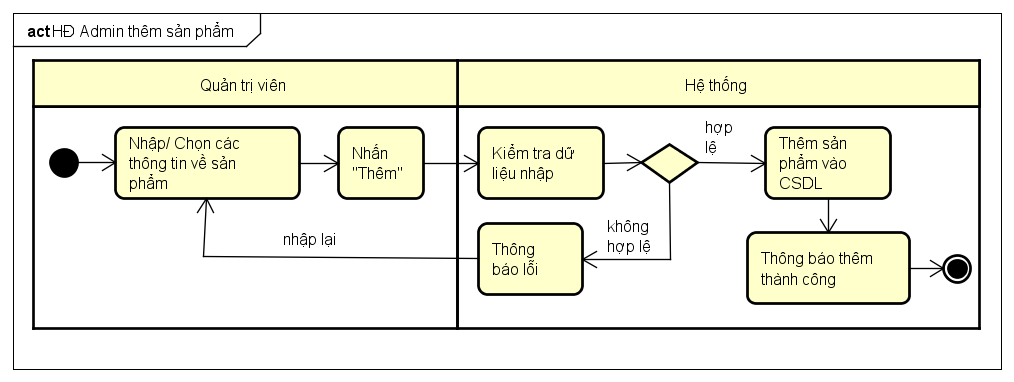 act HĐ Admin thêm sản phẩm
Quản trị viên
Hệ thống
Nhập/ Chọn các
thông tin về sản
phẩm
Nhấn
"Thêm"
Kiểm tra dữ
liệu nhập
hợp
lệ
Thêm sản
phẩm vào
CSDL
không
hợp lệ
Thông
báo lỗi
nhập lại
Thông báo thêm
thành công